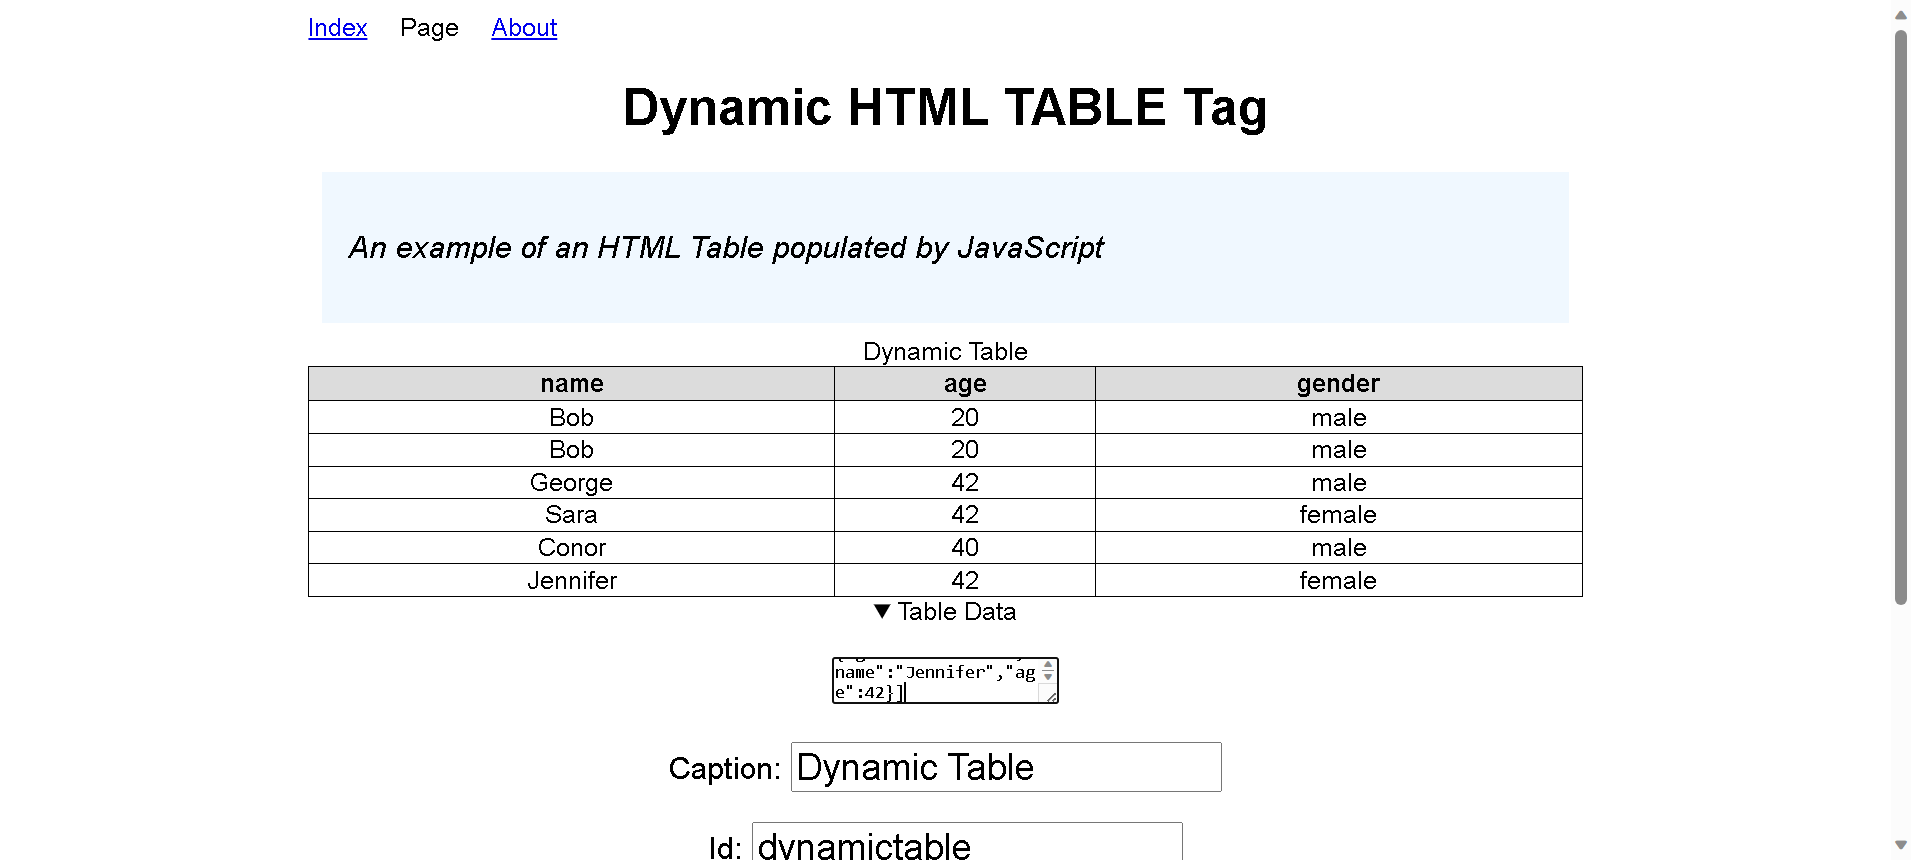 Index Page About
Dynamic HTML TABLE Tag
An example of an HTML Table populated by JavaScript
Dynamic Table
name age gender
Bob 20 male
Bob 20 male
George 42 male
Sara 42 female
Conor 40 male
Jennifer 42 female
▼ Table Data
name":"Jennifer","ag
e":42}]
Caption: Dynamic Table
Id: dynamictable